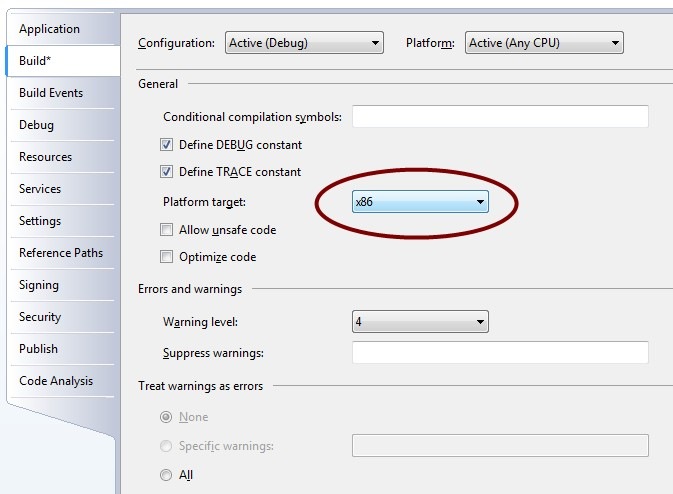 Application
Build*
Build Events
Debug
Resources
Services
Settings
Reference Paths
Signing
Security
Publish
Code Analysis
Configuration: Active (Debug) Platform: Active (Any CPU)
General
Conditional compilation symbols:
Define DEBUG constant
Define TRACE constant
Platform target: x86
Allow unsafe code
Optimize code
Errors and warnings
Warning level: 4
Suppress warnings:
Treat warnings as errors
None
Specific warnings:
All